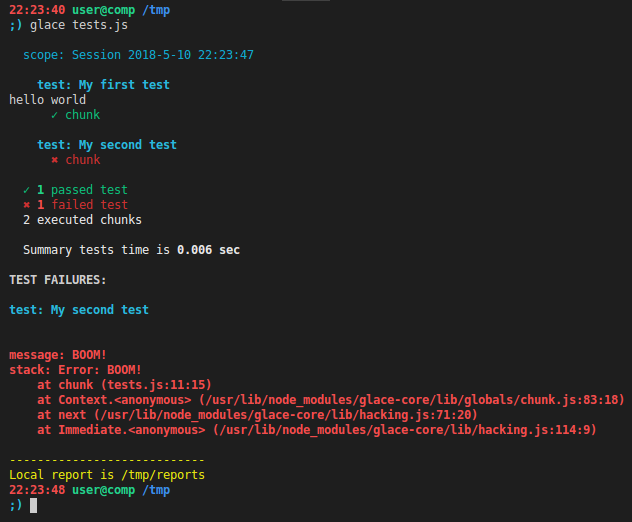 22:23:40 user@comp /tmp
;) glace tests.js
scope: Session 2018-5-10 22:23:47
test: My first test
hello world
✓ chunk
test: My second test
✖ chunk
✓ 1 passed test
✖ 1 failed test
2 executed chunks
Summary tests time is 0.006 sec
TEST FAILURES:
test: My second test
message: BOOM!
stack: Error: BOOM!
at chunk (tests.js:11:15)
at Context.<anonymous> (/usr/lib/node_modules/glace-core/lib/globals/chunk.js:83:18)
at next (/usr/lib/node_modules/glace-core/lib/hacking.js:71:20)
at Immediate.<anonymous> (/usr/lib/node_modules/glace-core/lib/hacking.js:114:9)
----------------------------
Local report is /tmp/reports
22:23:48 user@comp /tmp
;)